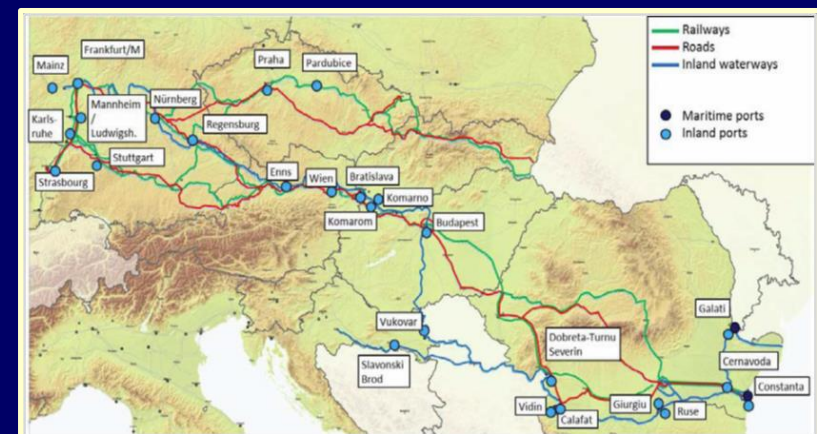 Railways
Roads
Inland waterways
Maritime ports
Inland ports
Frankfurt/M
Mainz
Praha
Pardubice
Mannheim
/
Ludwigsh.
Nürnberg
Karls-
ruhe
Regensburg
Stuttgart
Strasbourg
Enns
Wien
Bratislava
Komarno
Komarom
Budapest
Vukovar
Slavonski
Brod
Dobreta-Turnu
Severin
Galati
Cernavoda
Constanta
Vidin
Calafat
Giurgiu
Ruse